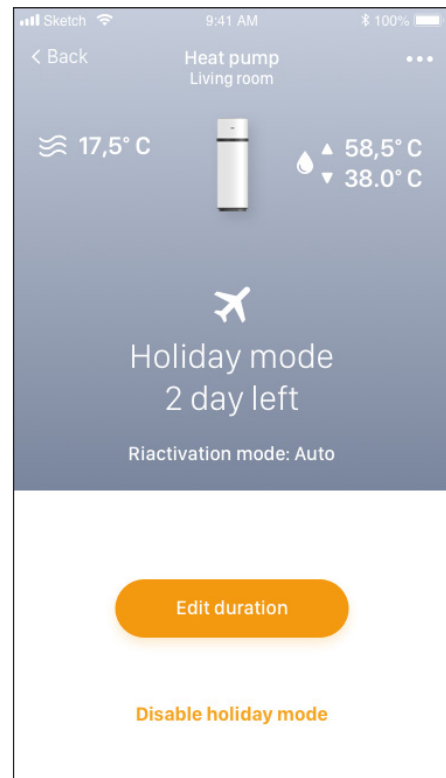 Sketch 9:41 AM 100%
< Back Heat pump
Living room
17,5° C
▲ 58,5° C
▼ 38.0° C
Holiday mode
2 day left
Riactivation mode: Auto
Edit duration
Disable holiday mode